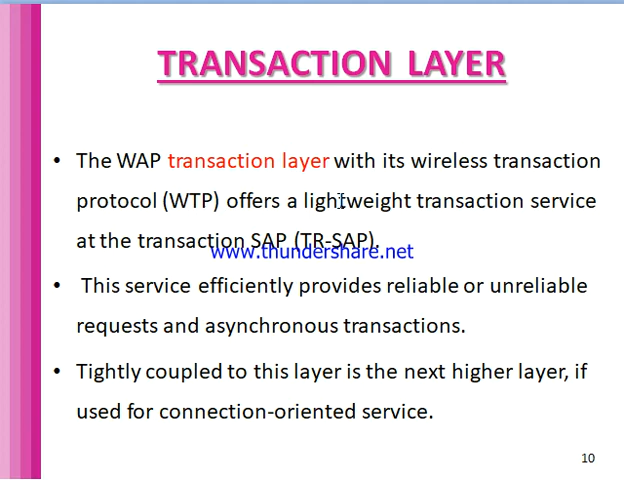 TRANSACTION LAYER
• The WAP transaction layer with its wireless transaction
protocol (WTP) offers a lightweight transaction service
at the transaction SAP (TR-SAP).
www.thundershare.net
• This service efficiently provides reliable or unreliable
requests and asynchronous transactions.
• Tightly coupled to this layer is the next higher layer, if
used for connection-oriented service.
10